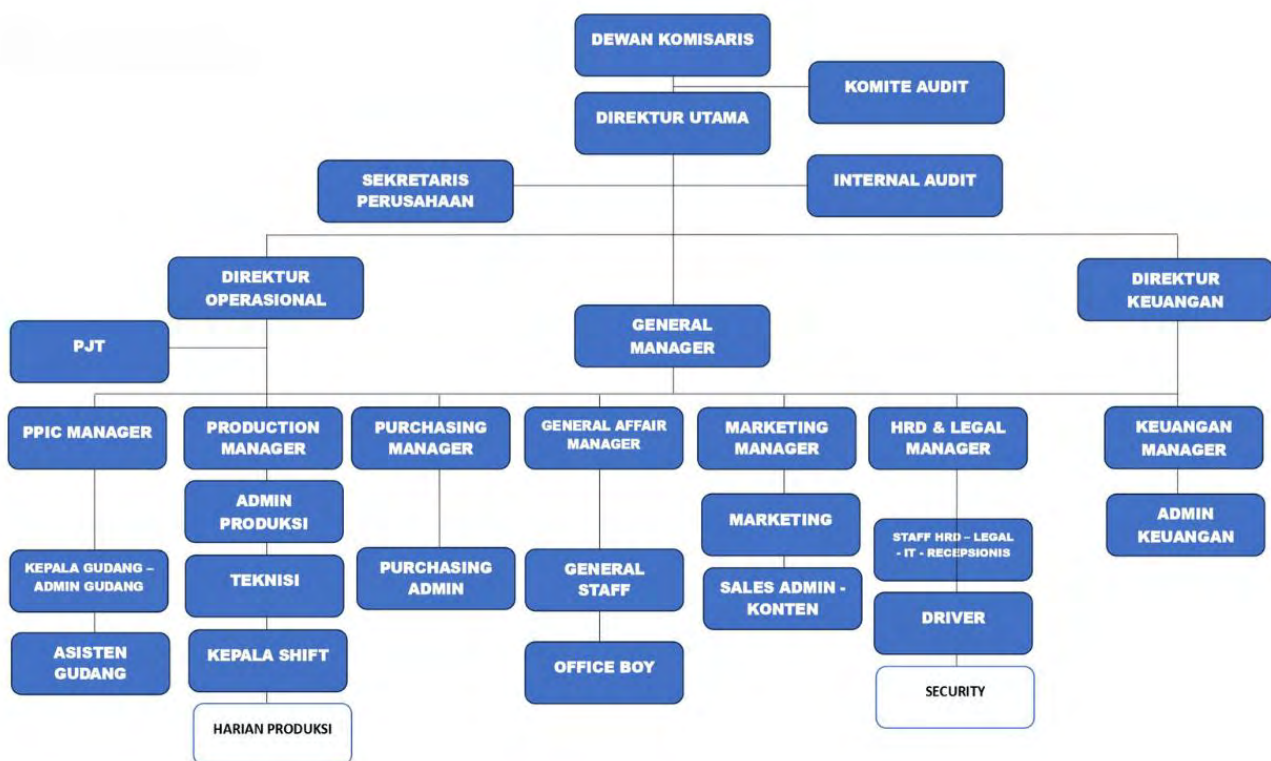 DEWAN KOMISARIS
KOMITE AUDIT
DIREKTUR UTAMA
SEKRETARIS
PERUSAHAAN
INTERNAL AUDIT
DIREKTUR
OPERASIONAL
DIREKTUR
KEUANGAN
PJT
GENERAL
MANAGER
PPIC MANAGER
PRODUCTION
MANAGER
PURCHASING
MANAGER
GENERAL AFFAIR
MANAGER
MARKETING
MANAGER
HRD & LEGAL
MANAGER
KEUANGAN
MANAGER
ADMIN
PRODUKSI
MARKETING
ADMIN
KEUANGAN
KEPALA GUDANG –
ADMIN GUDANG
TEKNISI
PURCHASING
ADMIN
GENERAL
STAFF
SALES ADMIN -
KONTEN
STAFF HRD – LEGAL
- IT - RECEPSIONIS
ASISTEN
GUDANG
KEPALA SHIFT
OFFICE BOY
DRIVER
HARIAN PRODUKSI
SECURITY